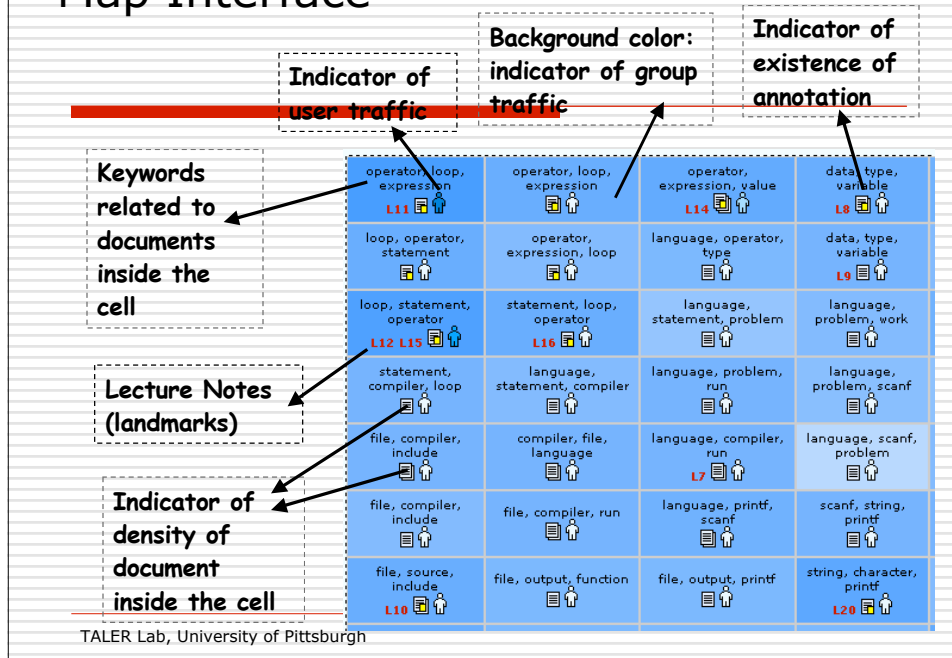 Map Interface
Indicator of
user traffic
Background color:
indicator of group
traffic
Indicator of
existence of
annotation
Keywords
related to
documents
inside the
cell
Lecture Notes
(landmarks)
Indicator of
density of
document
inside the cell
operator, loop,
expression
L11
operator, loop,
expression
operator,
expression, value
L14
data, type,
variable
L8
loop, operator,
statement
operator,
expression, loop
language, operator,
type
data, type,
variable
L9
loop, statement,
operator
L12 L15
statement, loop,
operator
L16
language,
statement, problem
language,
problem, work
statement,
compiler, loop
language,
statement, compiler
language, problem,
run
language,
problem, scanf
file, compiler,
include
compiler, file,
language
language, compiler,
run
L7
language, scanf,
problem
file, compiler,
include
file, compiler, run
language, printf,
scanf
scanf, string,
printf
file, source,
include
L10
file, output, function
file, output, printf
string, character,
printf
L20
TALER Lab, University of Pittsburgh